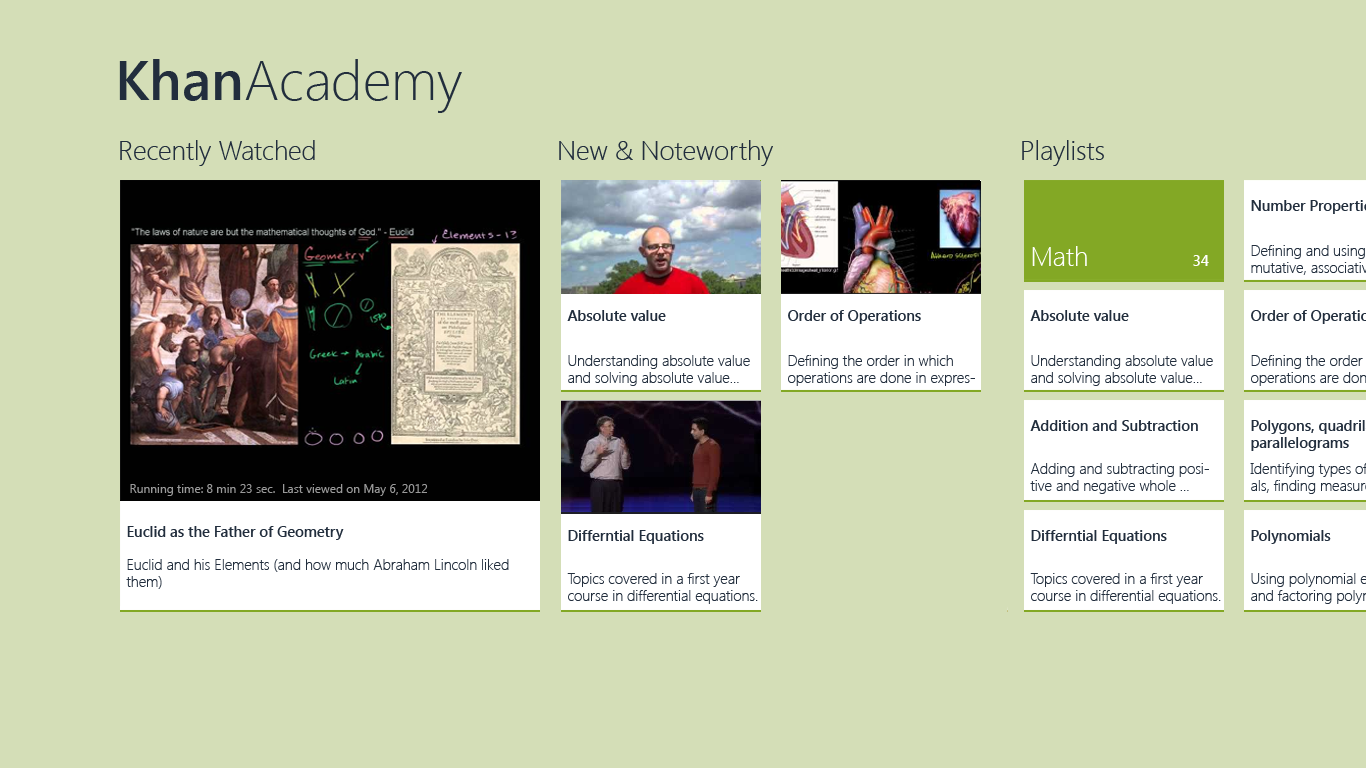 KhanAcademy
Recently Watched
"The laws of nature are but the mathematical thoughts of God." - Euclid
Elements - 13
Geometry
Greek → Arabic
Latin
THE ELEMENTS
Running time: 8 min 23 sec.  Last viewed on May 6, 2012
Euclid as the Father of Geometry
Euclid and his Elements (and how much Abraham Lincoln liked
them)
New & Noteworthy
Absolute value
Understanding absolute value
and solving absolute value...
Order of Operations
Defining the order in which
operations are done in expres-
Differntial Equations
Topics covered in a first year
course in differential equations.
Playlists
Math
34
Absolute value
Understanding absolute value
and solving absolute value...
Addition and Subtraction
Adding and subtracting posi-
tive and negative whole ...
Differntial Equations
Topics covered in a first year
course in differential equations.
Number Properti
Defining and using
mutative, associativ
Order of Operatio
Defining the order
operations are don
Polygons, quadril
parallelograms
Identifying types of
als, finding measur
Polynomials
Using polynomial e
and factoring polyn